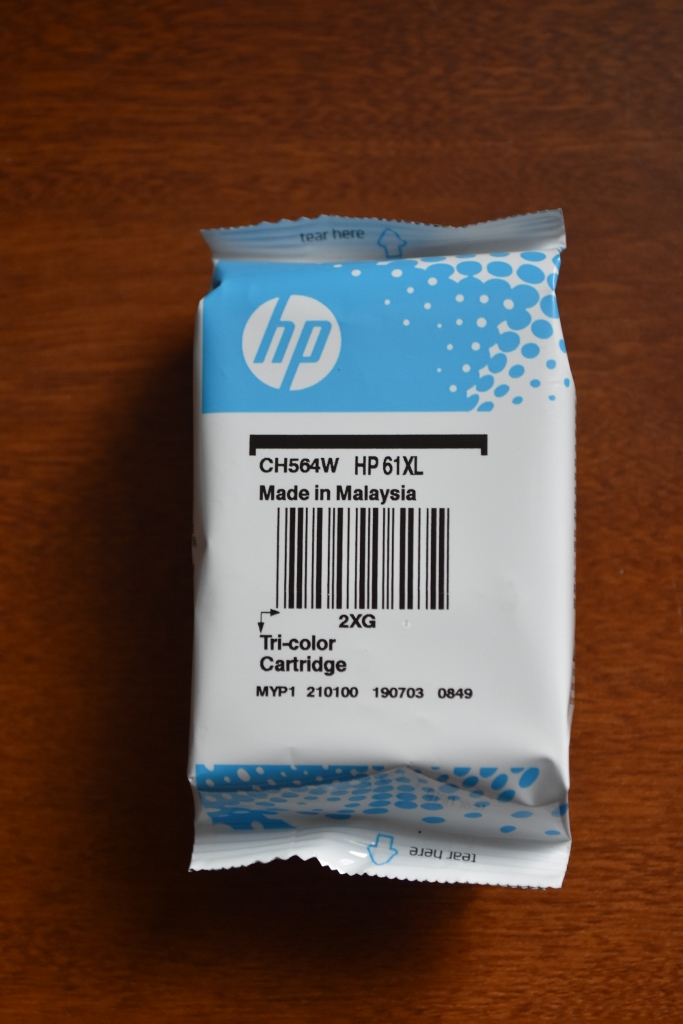 tear here
hp
CH564W HP 61XL
Made in Malaysia
2XG
Tri-color
Cartridge
MYP1 210100 190703 0849
tear here